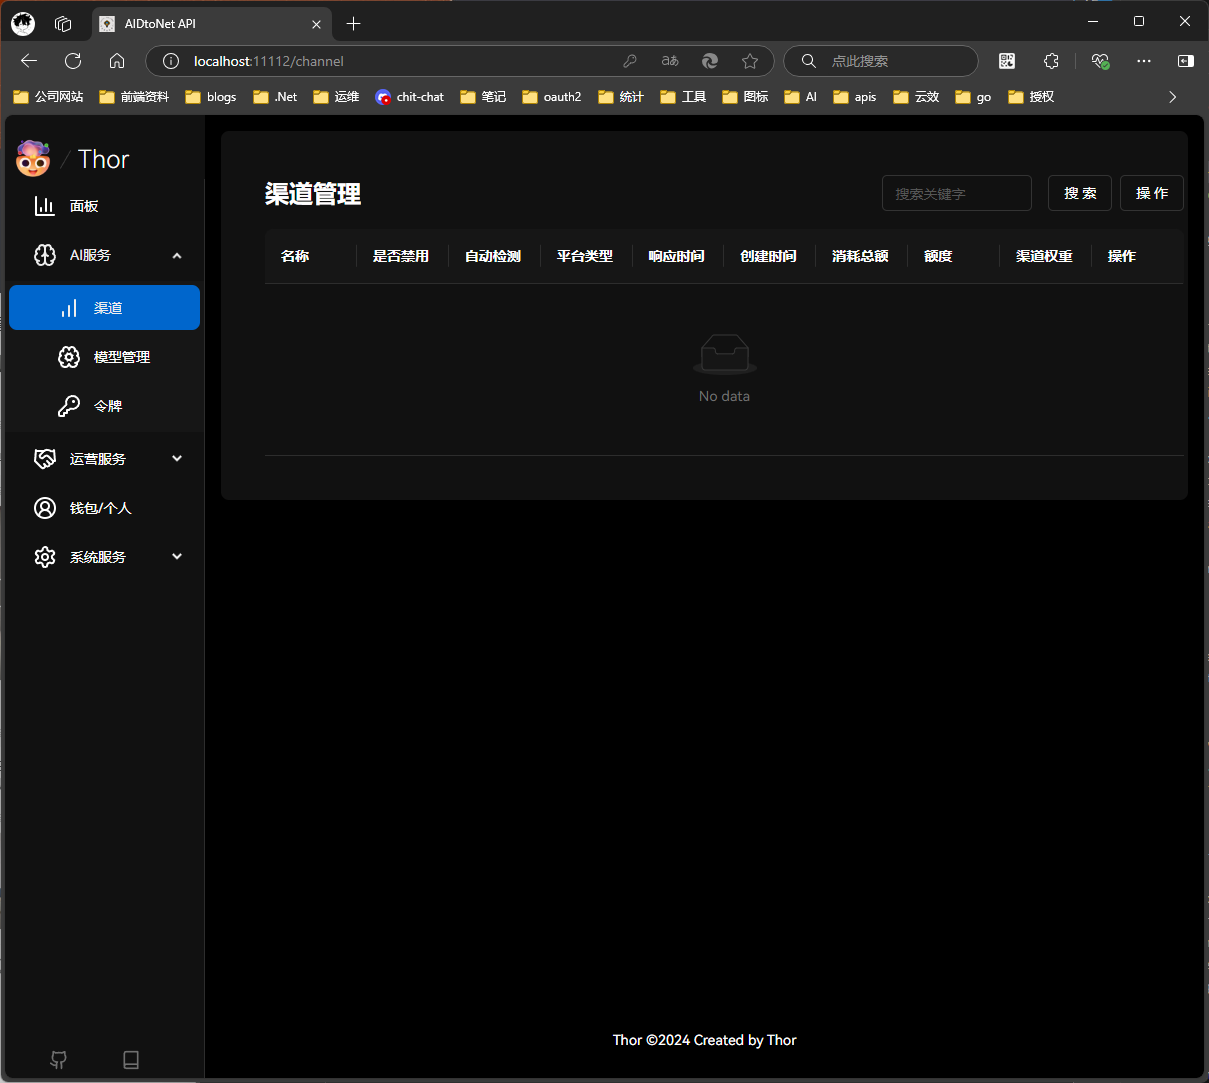 AIDtoNet API
localhost:11112/channel
aあ
点此搜索
公司网站 前端资料 blogs .Net 运维 chit-chat 笔记 oauth2 统计 工具 图标 AI apis 云效 go 授权
Thor
面板
AI服务
渠道
模型管理
令牌
运营服务
钱包/个人
系统服务
渠道管理
搜索关键字
搜 索
操 作
名称 是否禁用 自动检测 平台类型 响应时间 创建时间 消耗总额 额度 渠道权重 操作
No data
Thor ©2024 Created by Thor